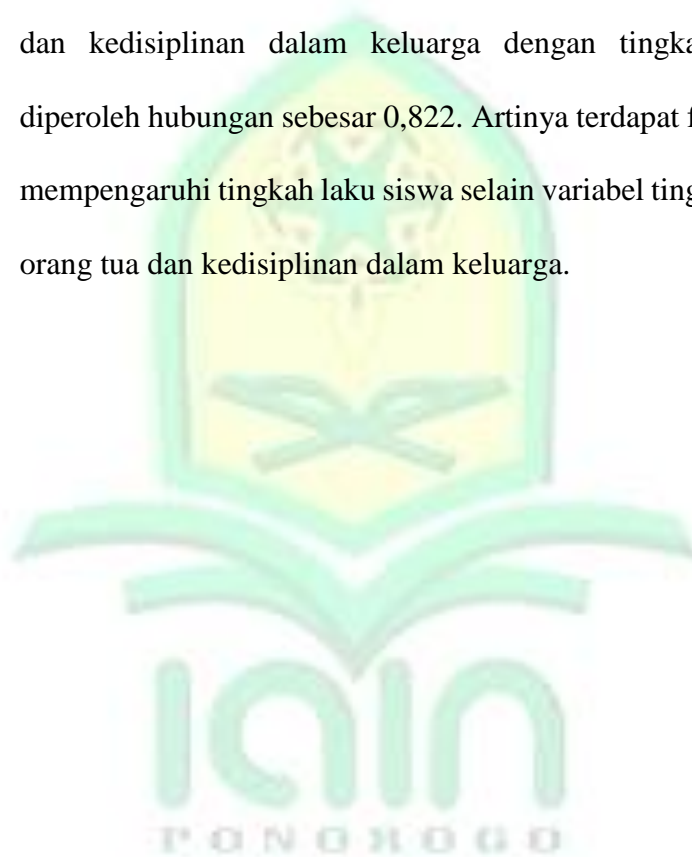 dan kedisiplinan dalam keluarga dengan
diperoleh hubungan sebesar 0,822. Artinya terdapat
mempengaruhi tingkah laku siswa selain variabel
orang tua dan kedisiplinan dalam keluarga.
iain
PONOROGO